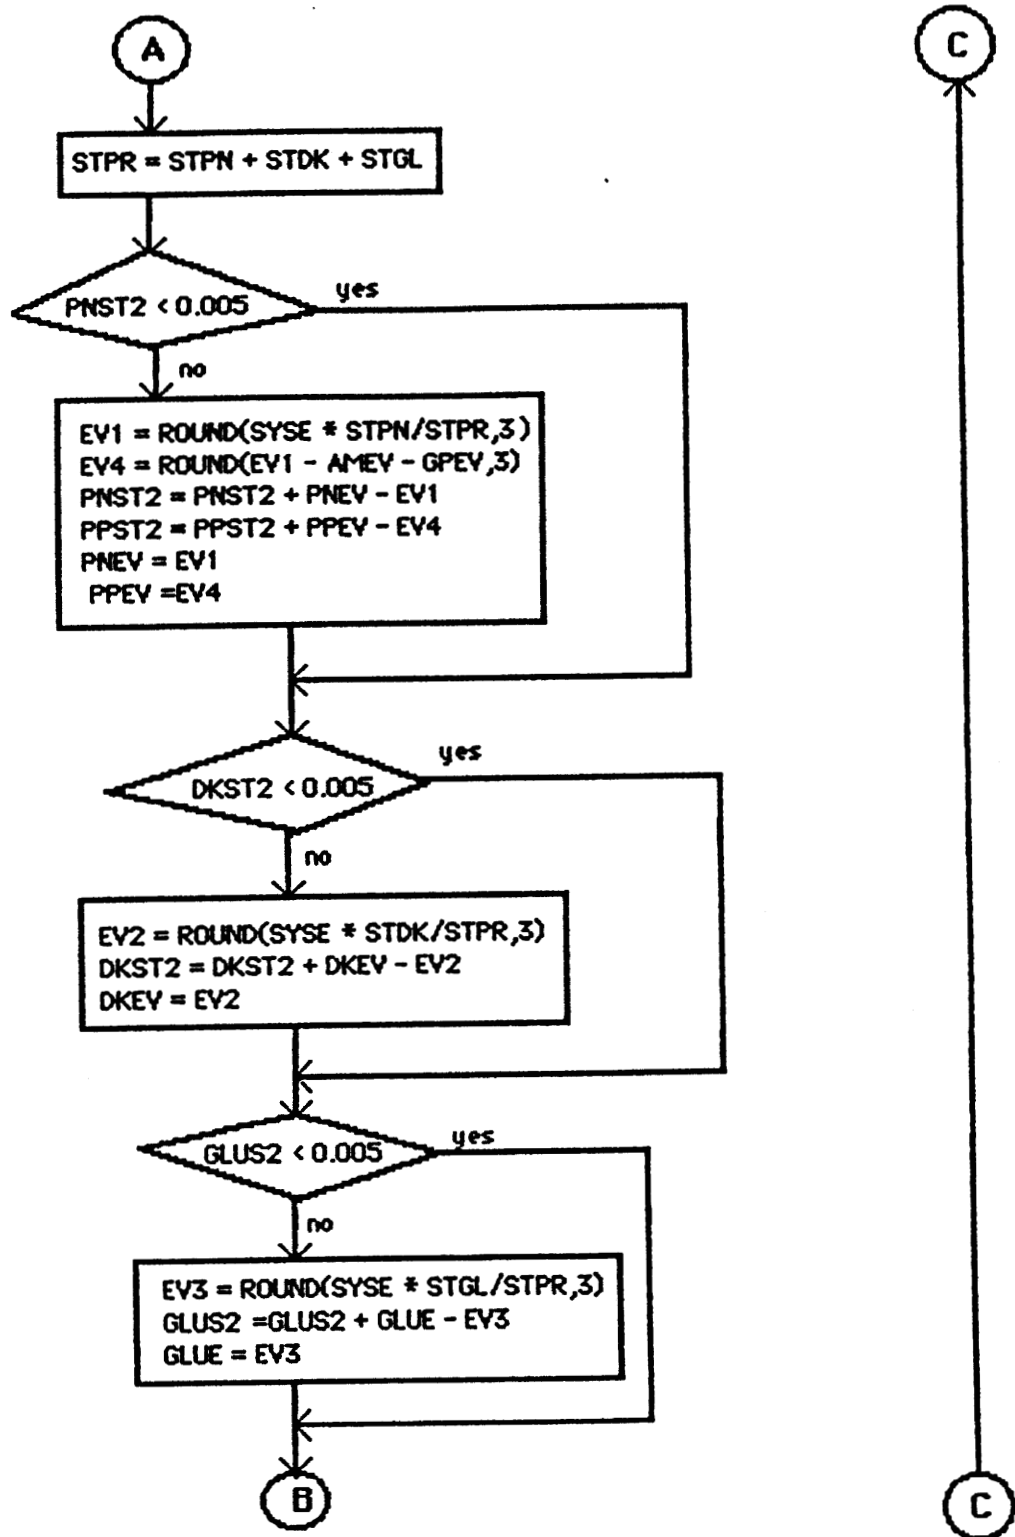 A
C
STPR = STPN + STDK + STGL
PNST2 < 0.005
yes
no
EV1 = ROUND(SYSE * STPN/STPR,3)
EV4 = ROUND(EV1 - AMEV - GPEV,3)
PNST2 = PNST2 + PNEV - EV1
PPST2 = PPST2 + PPEV - EV4
PNEV = EV1
PPEV =EV4
DKST2 < 0.005
yes
no
EV2 = ROUND(SYSE * STDK/STPR,3)
DKST2 = DKST2 + DKEV - EV2
DKEV = EV2
GLUS2 < 0.005
yes
no
EV3 = ROUND(SYSE * STGL/STPR,3)
GLUS2 =GLUS2 + GLUE - EV3
GLUE = EV3
B
C